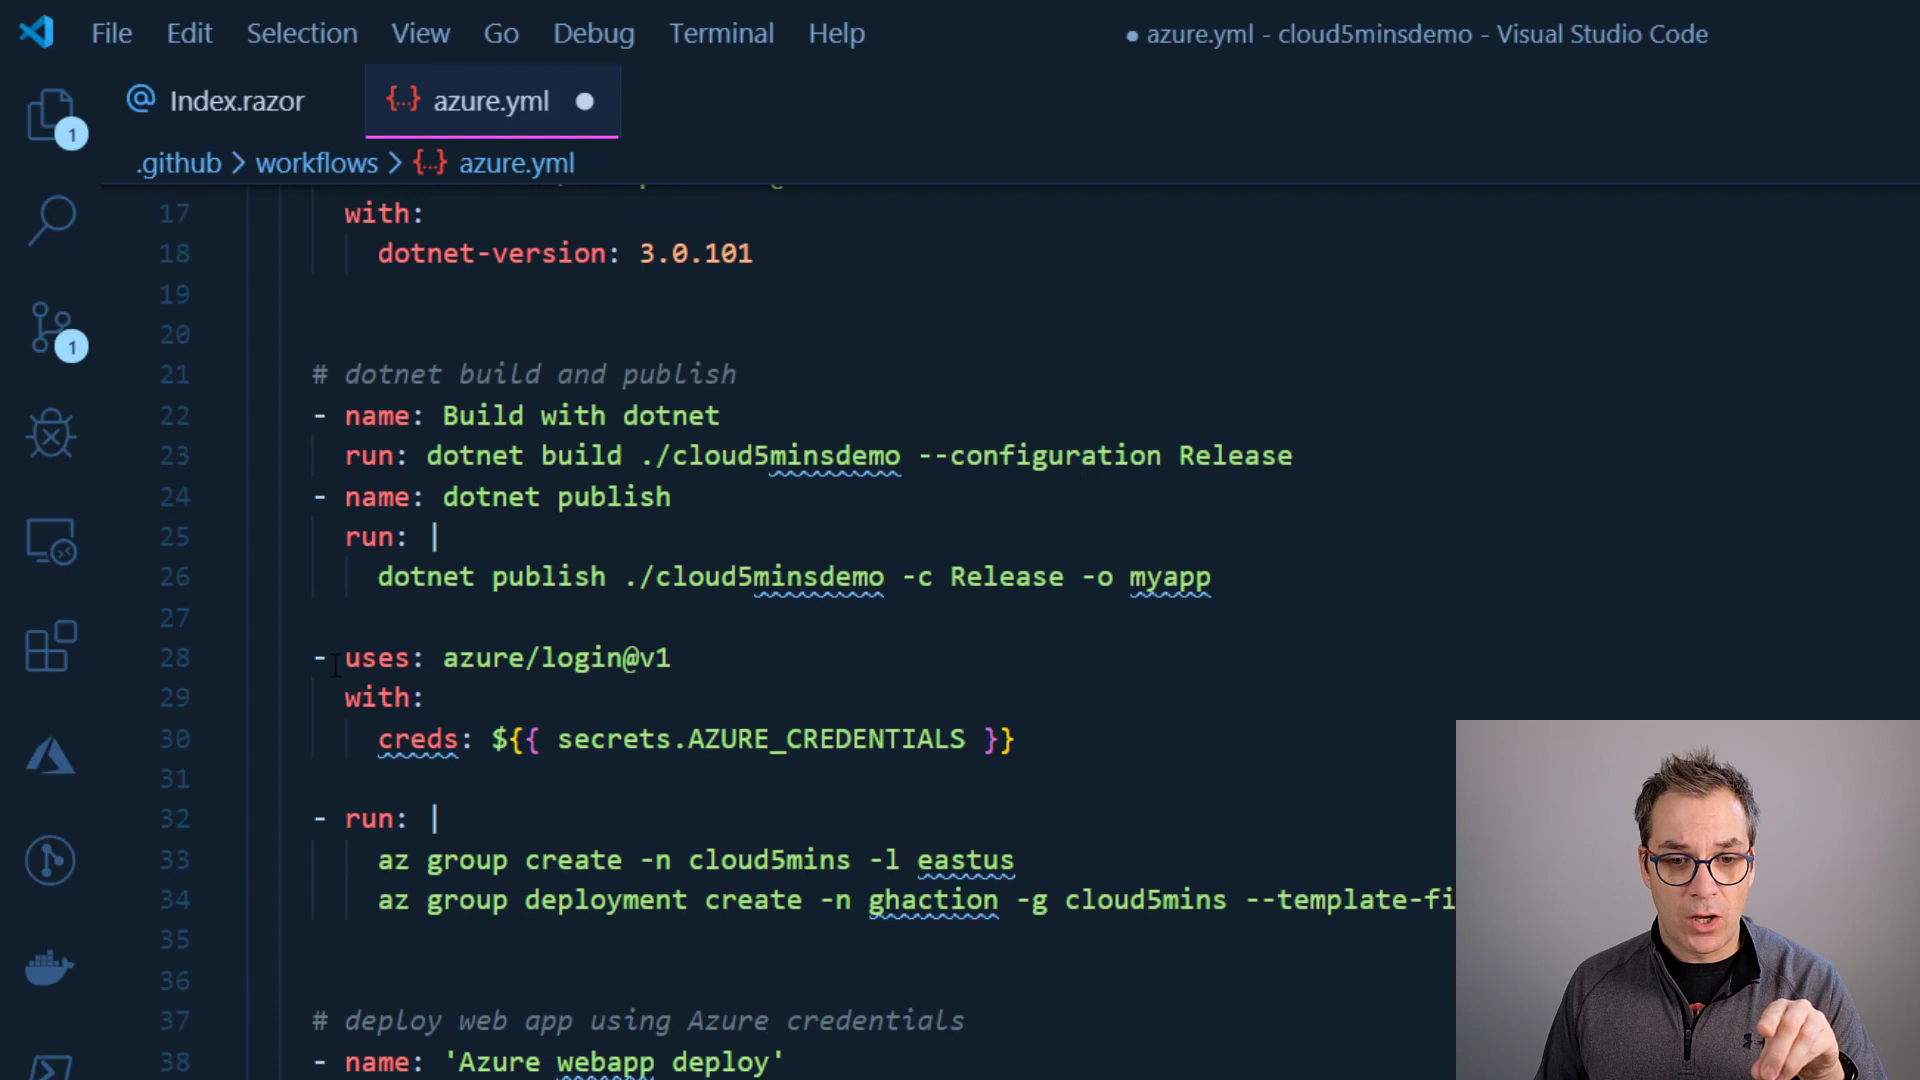 File Edit Selection View Go Debug Terminal Help
● azure.yml - cloud5minsdemo - Visual Studio Code
@ Index.razor
{..} azure.yml ●
.github > workflows > {..} azure.yml
1
1
17 with:
18 dotnet-version: 3.0.101
19
20
21 # dotnet build and publish
22 - name: Build with dotnet
23 run: dotnet build ./cloud5minsdemo --configuration Release
24 - name: dotnet publish
25 run: |
26 dotnet publish ./cloud5minsdemo -c Release -o myapp
27
28 - uses: azure/login@v1
29 with:
30 creds: ${{ secrets.AZURE_CREDENTIALS }}
31
32 - run: |
33 az group create -n cloud5mins -l eastus
34 az group deployment create -n ghaction -g cloud5mins --template-fi
35
36
37 # deploy web app using Azure credentials
38 - name: 'Azure webapp deploy'